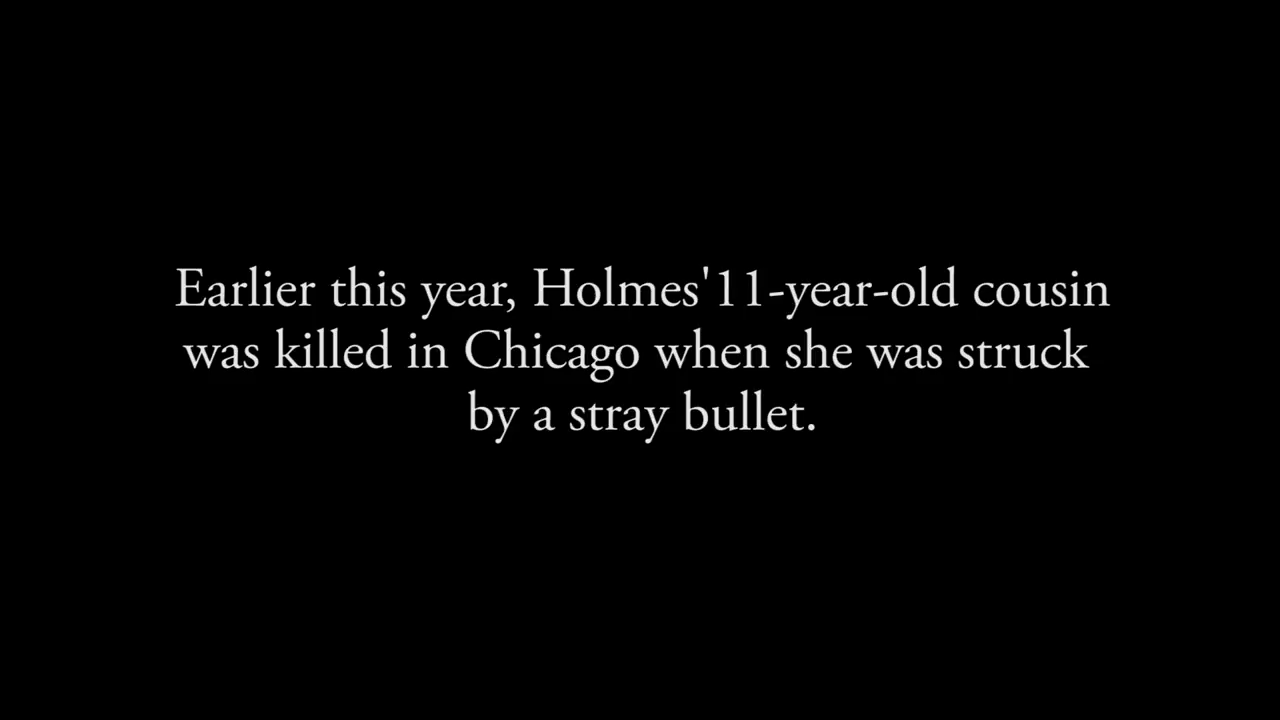 Earlier this year, Holmes'11-year-old cousin
was killed in Chicago when she was struck
by a stray bullet.